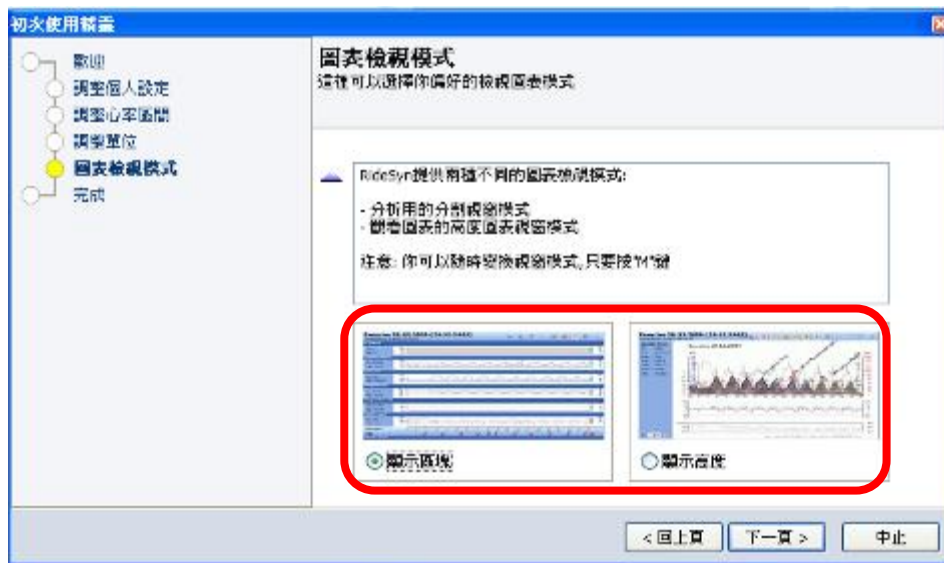 初次使用精靈
歡迎
調整個人設定
調整心率區間
調整單位
圖表檢視模式
完成
圖表檢視模式
這裡可以選擇你偏好的檢視圖表模式
RideSyn提供兩種不同的圖表檢視模式:
- 分析用的分割視窗模式
- 觀看圖表的高度圖表視窗模式
注意: 你可以隨時變換視窗模式,只要按"M"鍵
顯示區塊
顯示高度
< 回上頁
下一頁 >
中止